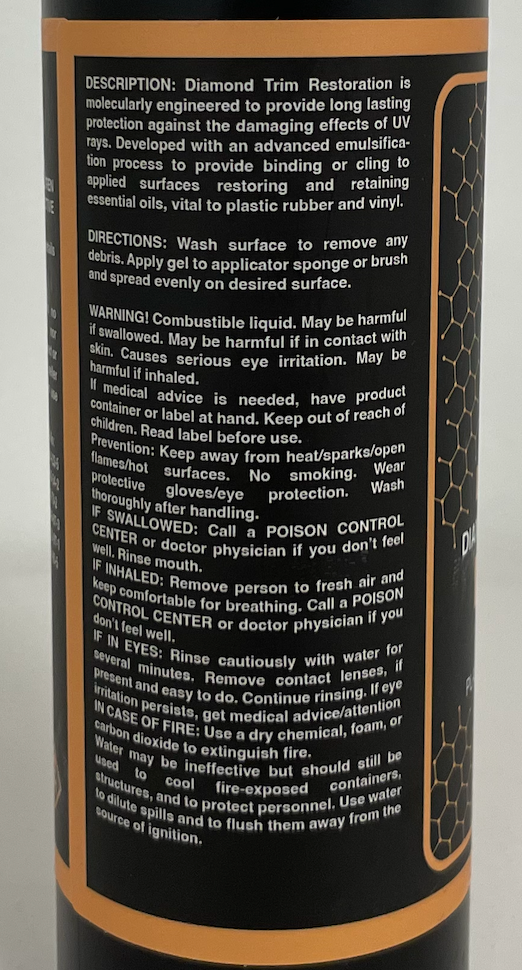 DESCRIPTION: Diamond Trim Restoration is
molecularly engineered to provide long lasting
protection against the damaging effects of UV
rays. Developed with an advanced emulsifica-
tion process to provide binding or cling to
applied surfaces restoring and retaining
essential oils, vital to plastic rubber and vinyl.
DIRECTIONS: Wash surface to remove any
debris. Apply gel to applicator sponge or brush
and spread evenly on desired surface.
WARNING! Combustible liquid. May be harmful
if swallowed. May be harmful if in contact with
skin. Causes serious eye irritation. May be
harmful if inhaled.
If medical advice is needed, have product
container or label at hand. Keep out of reach of
children. Read label before use.
Prevention: Keep away from heat/sparks/open
flames/hot surfaces. No smoking. Wear
protective gloves/eye protection. Wash
thoroughly after handling.
IF SWALLOWED: Call a POISON CONTROL
CENTER or doctor physician if you don't feel
well. Rinse mouth.
IF INHALED: Remove person to fresh air and
keep comfortable for breathing. Call a POISON
CONTROL CENTER or doctor physician if you
don't feel well.
IF IN EYES: Rinse cautiously with water for
several minutes. Remove contact lenses, if
present and easy to do. Continue rinsing. If eye
irritation persists, get medical advice/attention
IN CASE OF FIRE: Use a dry chemical, foam, or
carbon dioxide to extinguish fire.
Water may be ineffective but should still be
used to cool fire-exposed containers,
structures, and to protect personnel. Use water
to dilute spills and to flush them away from the
source of ignition.